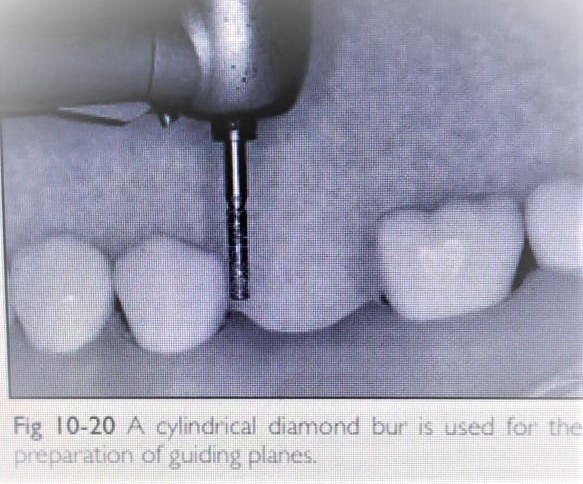 Fig 10-20 A cylindrical diamond bur is used for the
preparation of guiding planes.